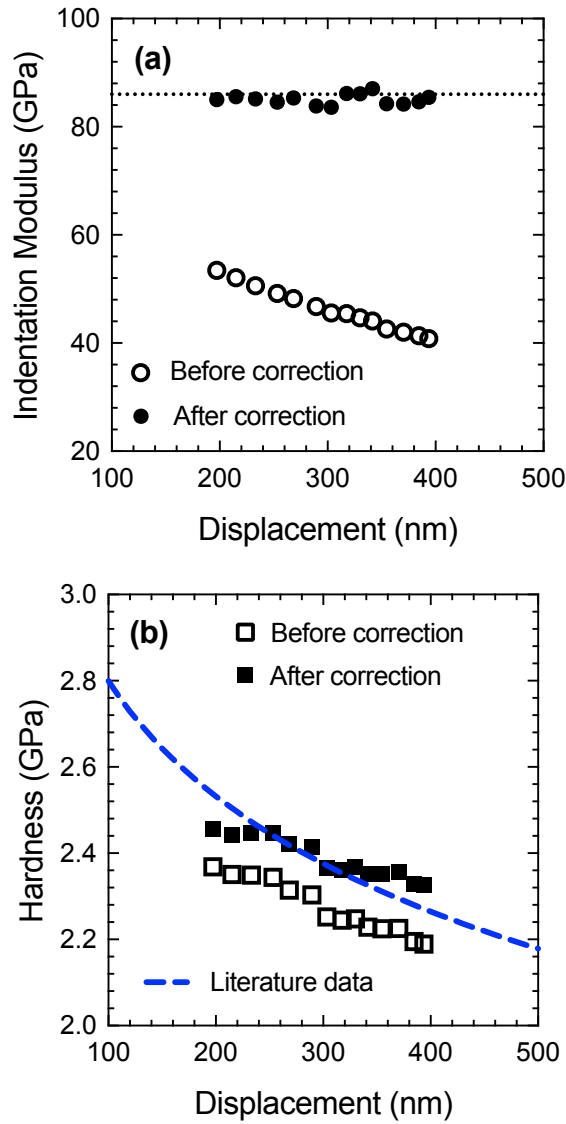 (a)
100
80
60
40
20
Indentation Modulus (GPa)
Before correction
After correction
100 200 300 400 500
Displacement (nm)
(b)
3.0
2.8
2.6
2.4
2.2
2.0
Hardness (GPa)
Before correction
After correction
Literature data
100 200 300 400 500
Displacement (nm)